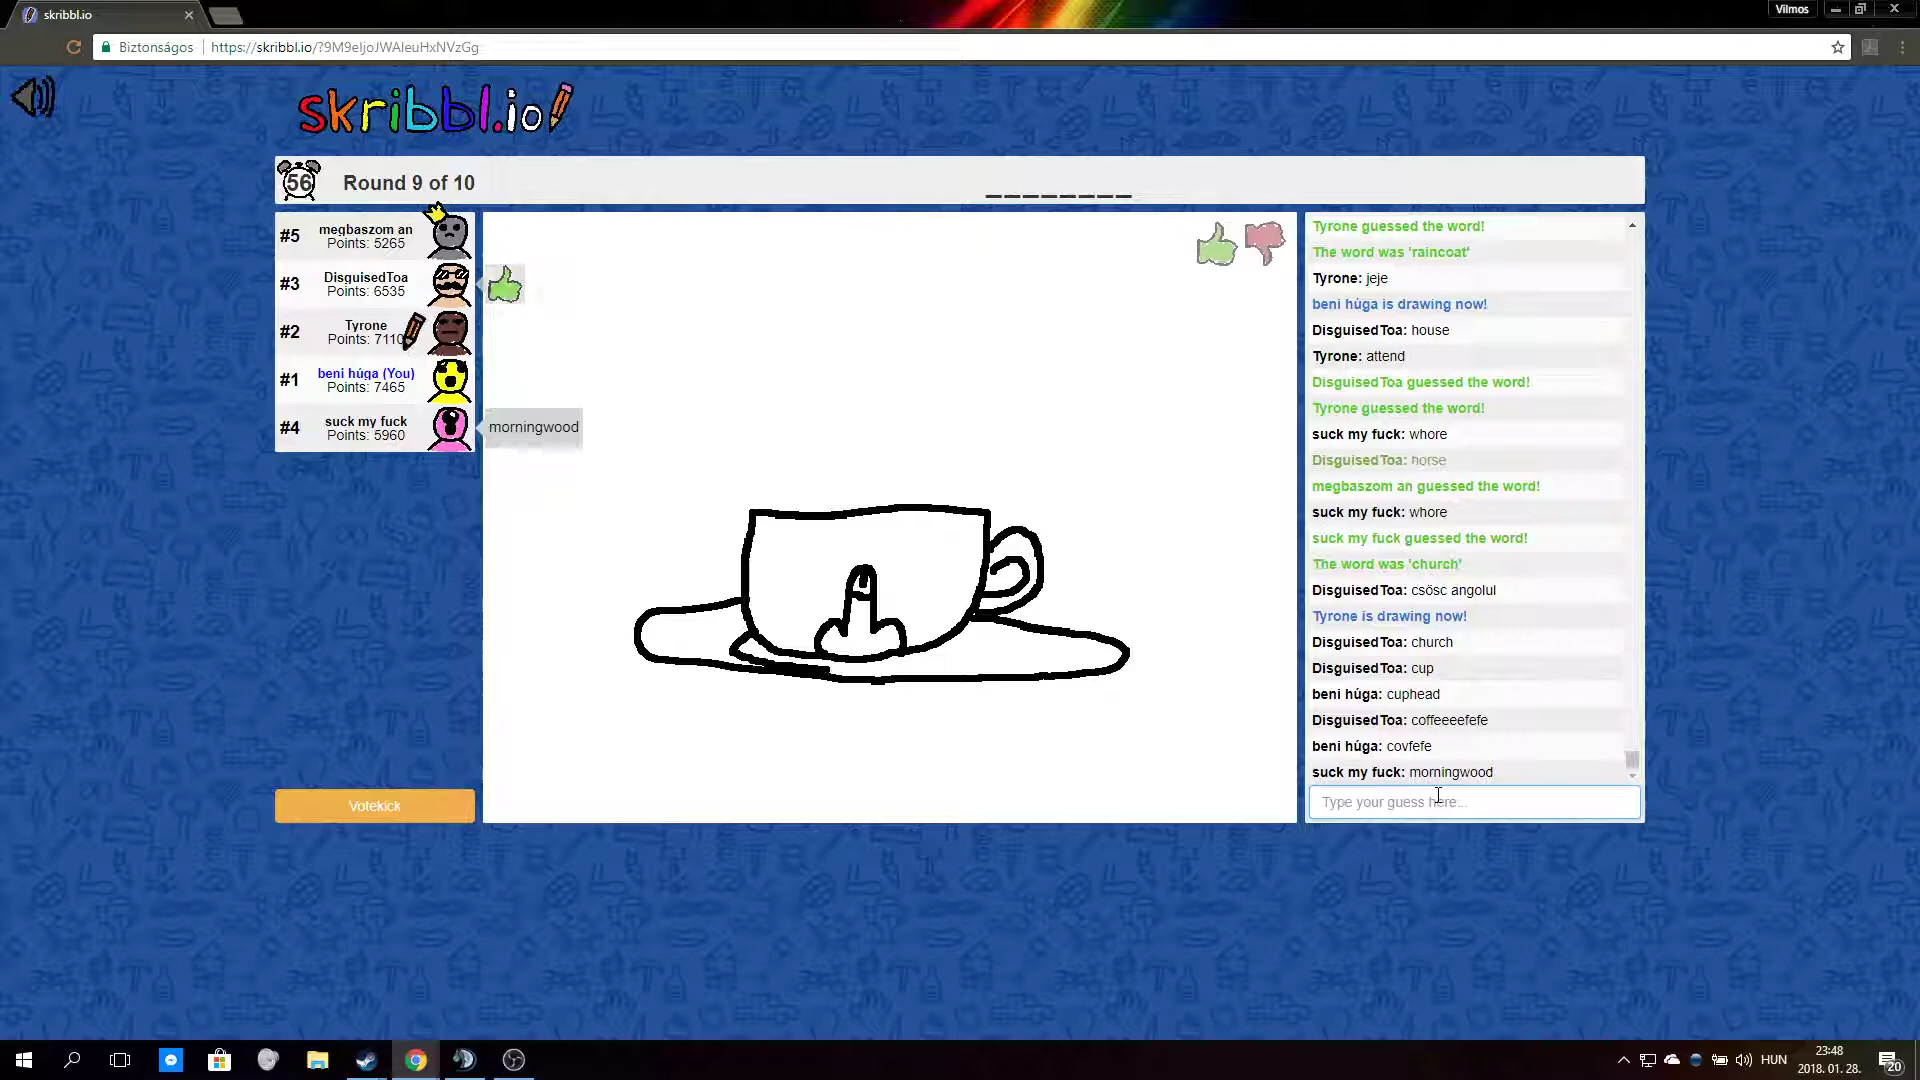 skribbl.io
Vilmos
Biztonságos
https://skribbl.io/?9M9eIjoJWAleuHxNVzGg
skribbl.io
56
Round 9 of 10
________
#5
megbaszom an
Points: 5265
#3
DisguisedToa
Points: 6535
#2
Tyrone
Points: 7110
#1
beni húga (You)
Points: 7465
#4
suck my fuck
Points: 5960
morningwood
Votekick
Tyrone guessed the word!
The word was 'raincoat'
Tyrone: jeje
beni húga is drawing now!
DisguisedToa: house
Tyrone: attend
DisguisedToa guessed the word!
Tyrone guessed the word!
suck my fuck: whore
DisguisedToa: horse
megbaszom an guessed the word!
suck my fuck: whore
suck my fuck guessed the word!
The word was 'church'
DisguisedToa: csösc angolul
Tyrone is drawing now!
DisguisedToa: church
DisguisedToa: cup
beni húga: cuphead
DisguisedToa: coffeeeefefe
beni húga: covfefe
suck my fuck: morningwood
Type your guess here...
HUN
23:48
2018. 01. 28.
20